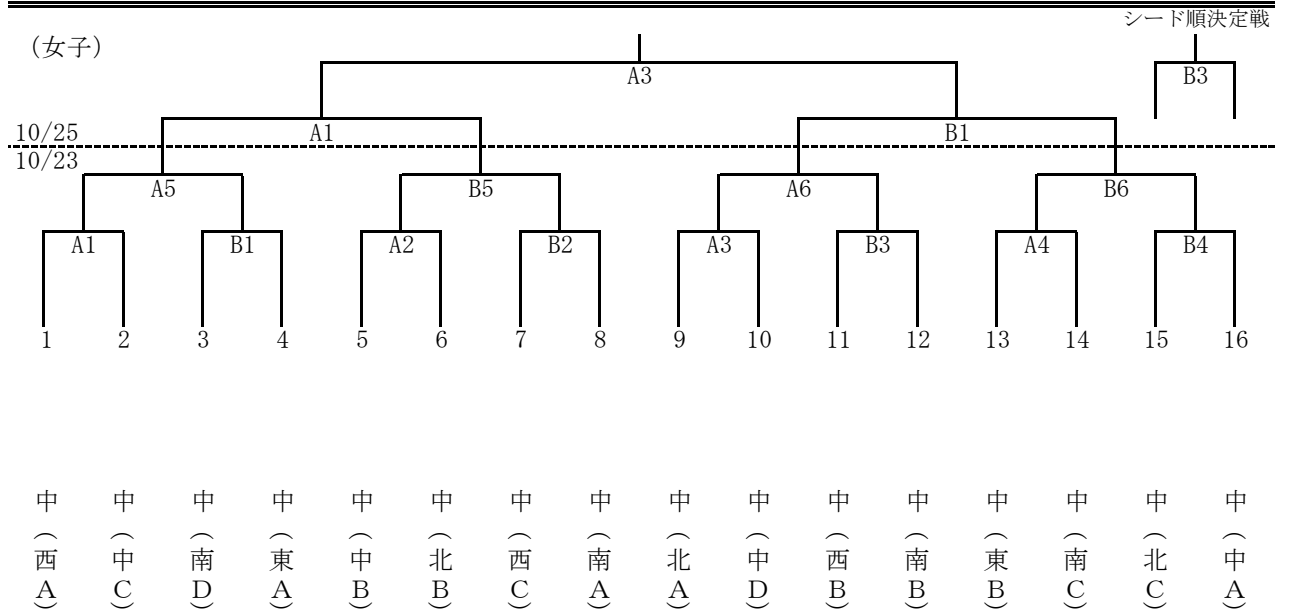 シード順決定戦
（女子）
A3
B3
10/25
A1
B1
10/23
A5
B5
A6
B6
A1
B1
A2
B2
A3
B3
A4
B4
1
2
3
4
5
6
7
8
9
10
11
12
13
14
15
16
中（西A）
中（中C）
中（南D）
中（東A）
中（中B）
中（北B）
中（西C）
中（南A）
中（北A）
中（中D）
中（西B）
中（南B）
中（東B）
中（南C）
中（北C）
中（中A）